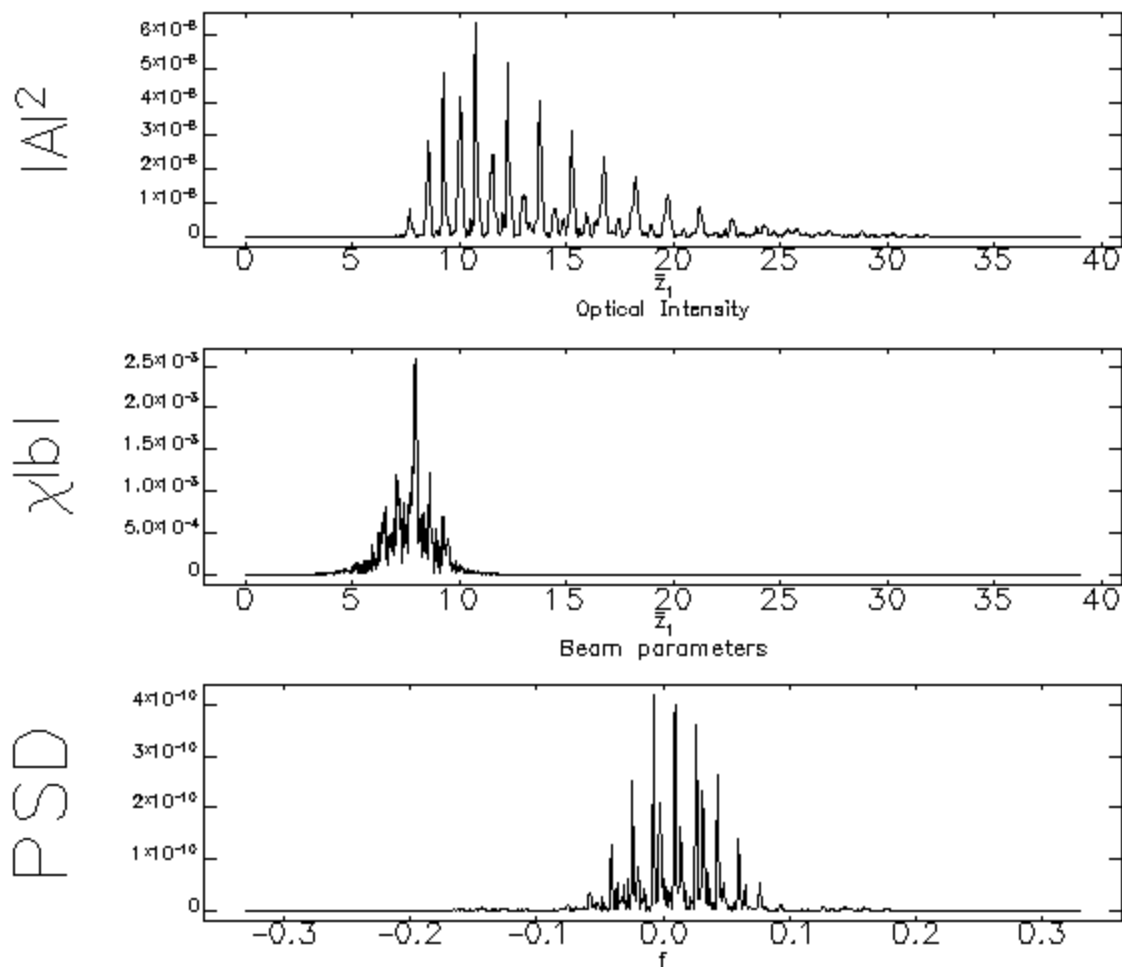 |A|2
6×10-8
5×10-8
4×10-8
3×10-8
2×10-8
1×10-8
0
0 5 10 15 20 25 30 35 40
z̿1
Optical Intensity
χ|b|
2.5×10-3
2.0×10-3
1.5×10-3
1.0×10-3
5.0×10-4
0
0 5 10 15 20 25 30 35 40
z̿1
Beam parameters
PSD
4×10-10
3×10-10
2×10-10
1×10-10
0
-0.3 -0.2 -0.1 0.0 0.1 0.2 0.3
f